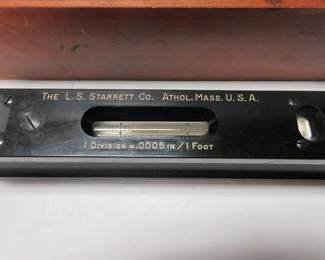 THE L.S. STARRETT CO. ATHOL, MASS. U.S.A.
1 DIVISION = .0005 IN/1 FOOT